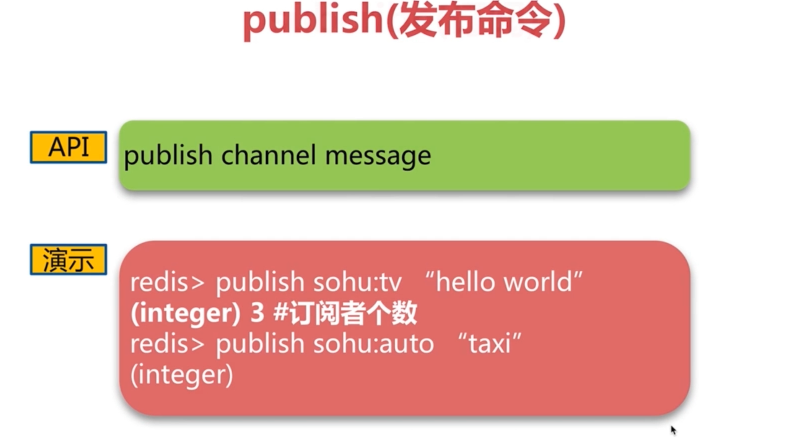 publish(发布命令)
API
publish channel message
演示
redis> publish sohu:tv “hello world”
(integer) 3 #订阅者个数
redis> publish sohu:auto “taxi”
(integer)